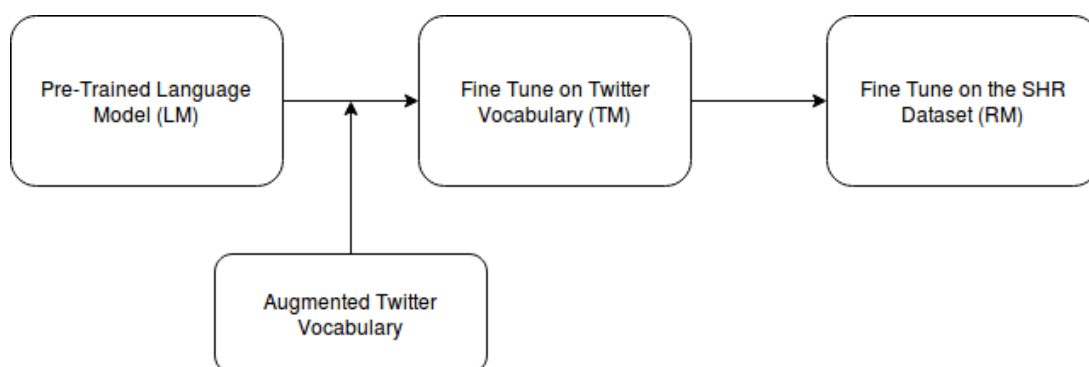 Pre-Trained Language
Model (LM)
Fine Tune on Twitter
Vocabulary (TM)
Fine Tune on the SHR
Dataset (RM)
Augmented Twitter
Vocabulary